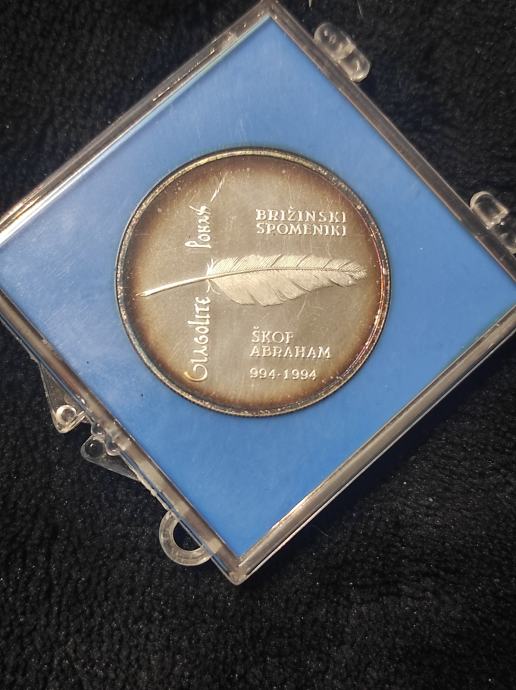 BRIŽINSKI
SPOMENIKI
ŠKOF
ABRAHAM
994-1994
GLAGOLITE